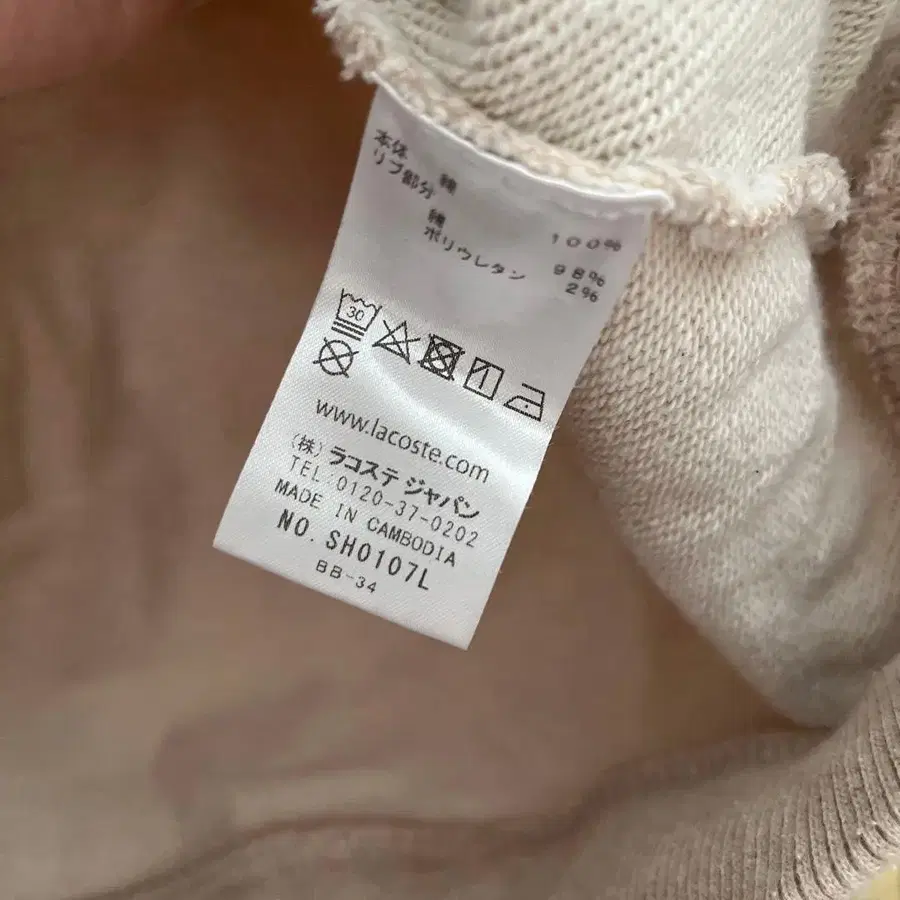 本体 綿 100%
リブ部分
綿 98%
ポリウレタン 2%
30
www.lacoste.com
(株) ラコステ ジャパン
TEL.0120-37-0202
MADE IN CAMBODIA
NO.SH0107L
BB-34